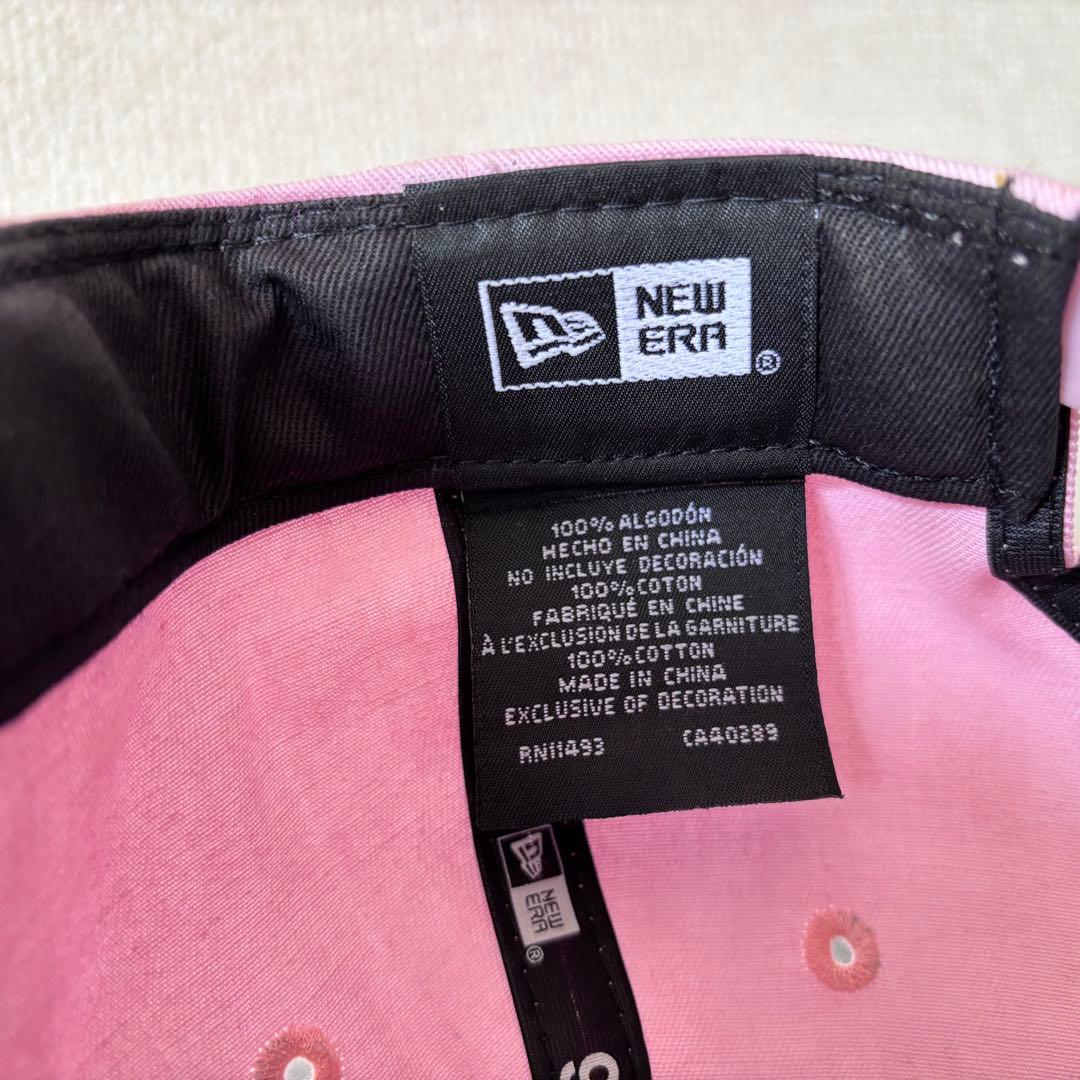 NEW
ERA
®
100% ALGODÓN
HECHO EN CHINA
NO INCLUYE DECORACIÓN
100% COTON
FABRIQUÉ EN CHINE
À L'EXCLUSION DE LA GARNITURE
100% COTTON
MADE IN CHINA
EXCLUSIVE OF DECORATION
RN11493 CA40289
NEW
ERA
®